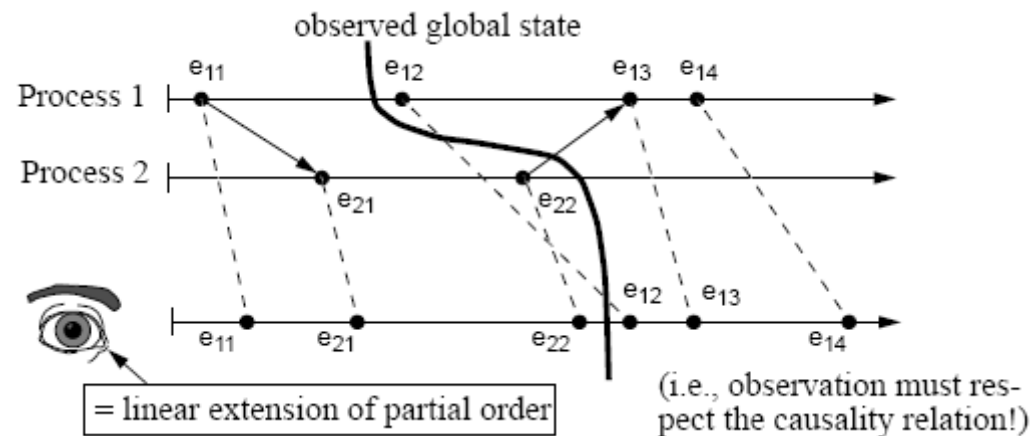 observed global state
e11 e12 e13 e14
Process 1
Process 2
e21 e22
e12 e13
e11 e21 e22 e14
= linear extension of partial order
(i.e., observation must res-
pect the causality relation!)